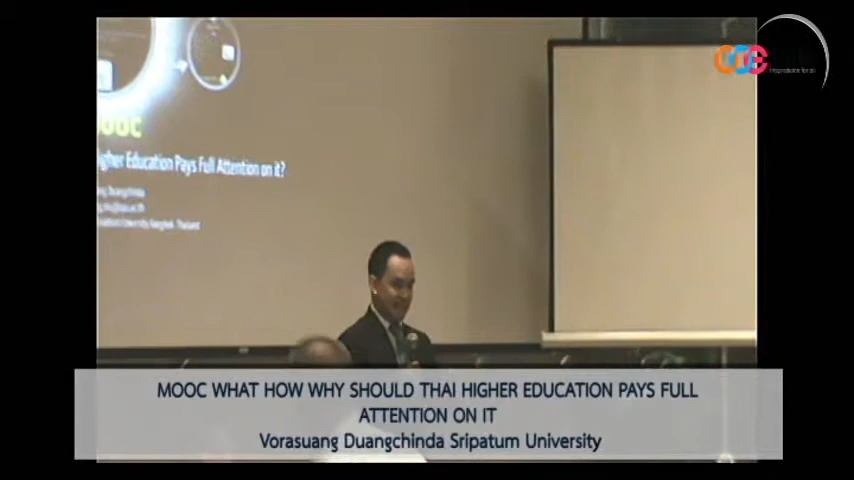 Higher Education Pays Full Attention on it?
MOOC WHAT HOW WHY SHOULD THAI HIGHER EDUCATION PAYS FULL
ATTENTION ON IT
Vorasuang Duangchinda Sripatum University